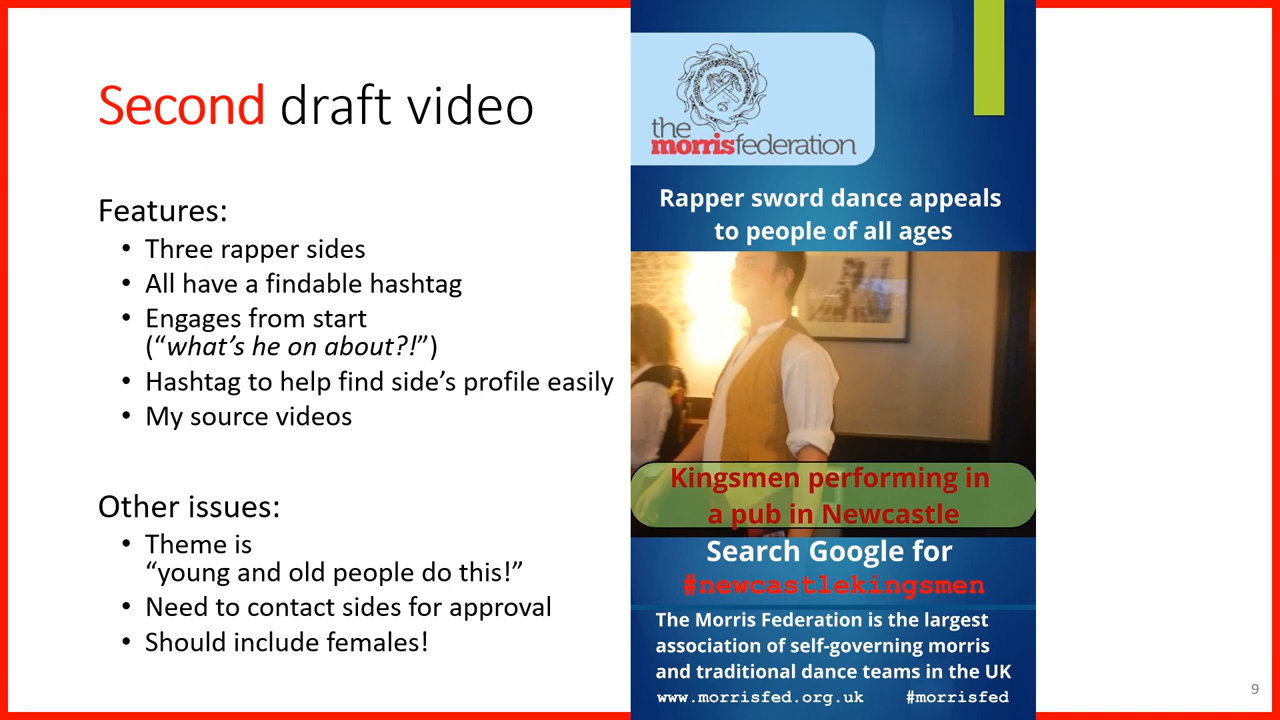 Second draft video
Features:
• Three rapper sides
• All have a findable hashtag
• Engages from start
(“what’s he on about?!”)
• Hashtag to help find side’s profile easily
• My source videos
Other issues:
• Theme is
“young and old people do this!”
• Need to contact sides for approval
• Should include females!
the
morrisfederation
Rapper sword dance appeals
to people of all ages
Kingsmen performing in
a pub in Newcastle
Search Google for
#newcastlekingsmen
The Morris Federation is the largest
association of self-governing morris
and traditional dance teams in the UK
www.morrisfed.org.uk #morrisfed
9